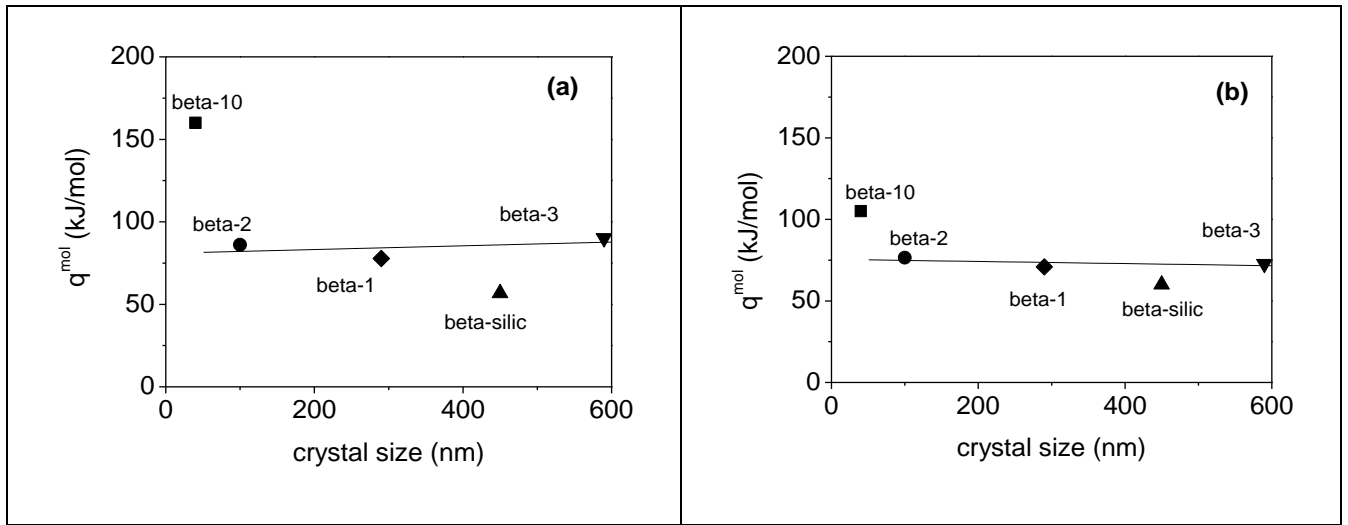 (a)
200
150
100
50
0
q^mol (kJ/mol)
beta-10
beta-2
beta-1
beta-silic
beta-3
0 200 400 600
crystal size (nm)
(b)
200
150
100
50
0
q^mol (kJ/mol)
beta-10
beta-2
beta-1
beta-silic
beta-3
0 200 400 600
crystal size (nm)